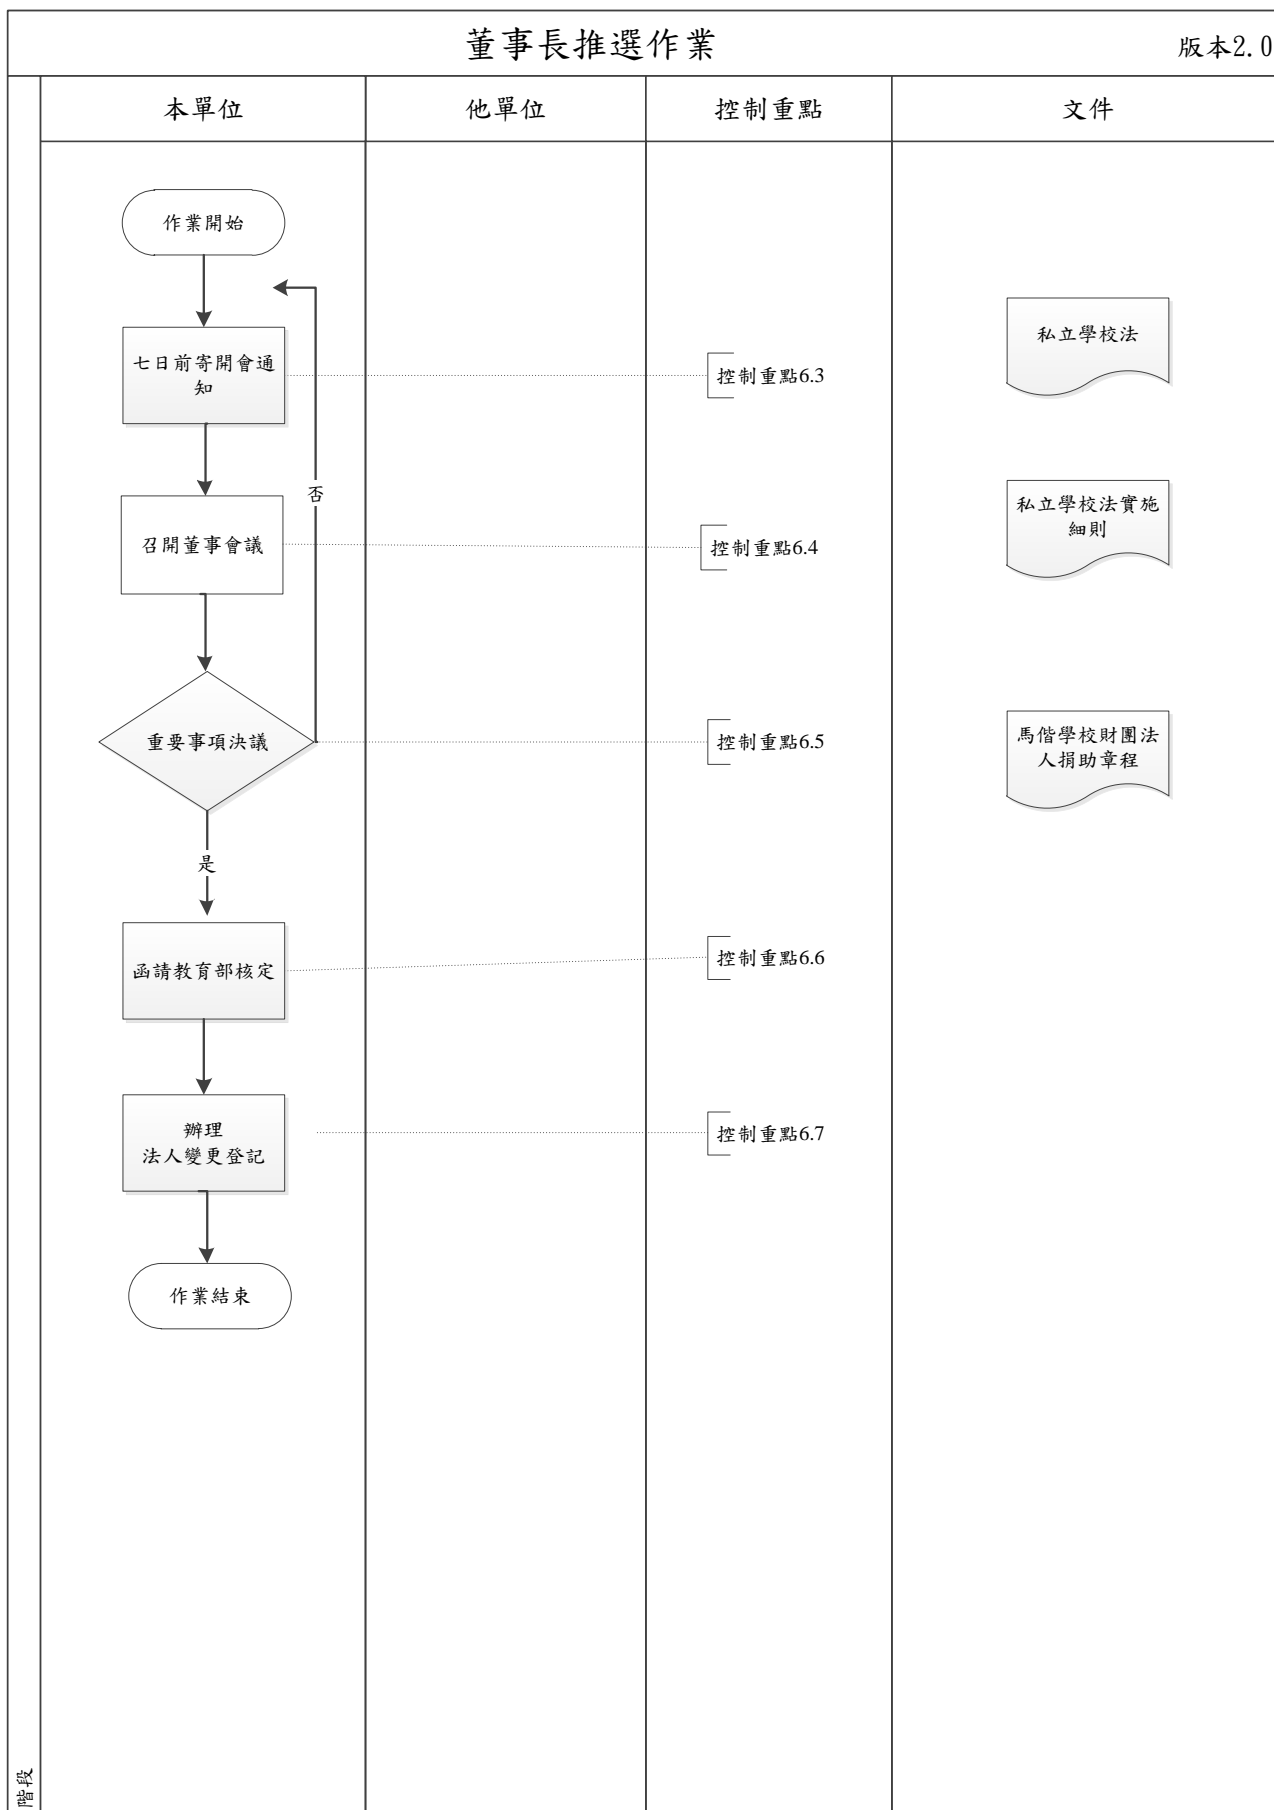 董事長推選作業
版本2.0
本單位
他單位
控制重點
文件
作業開始
七日前寄開會通
知
控制重點6.3
私立學校法
否
召開董事會議
控制重點6.4
私立學校法實施
細則
重要事項決議
控制重點6.5
馬偕學校財團法
人捐助章程
是
函請教育部核定
控制重點6.6
辦理
法人變更登記
控制重點6.7
作業結束
階段